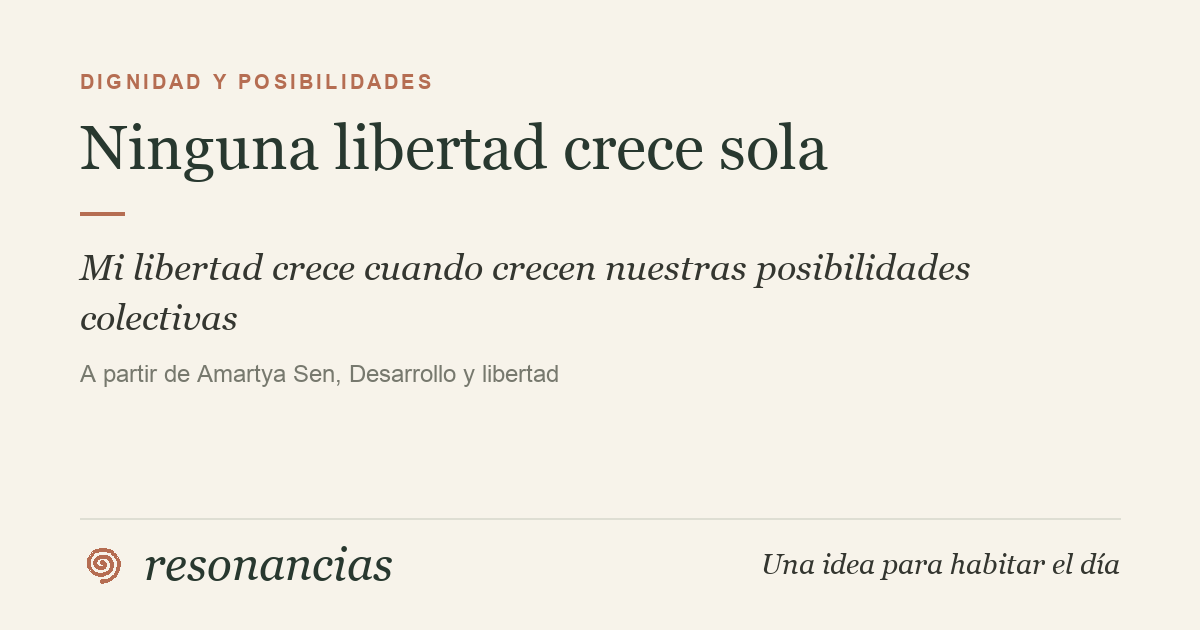 DIGNIDAD Y POSIBILIDADES
Ninguna libertad crece sola
Mi libertad crece cuando crecen nuestras posibilidades
colectivas
A partir de Amartya Sen, Desarrollo y libertad
resonancias
Una idea para habitar el día